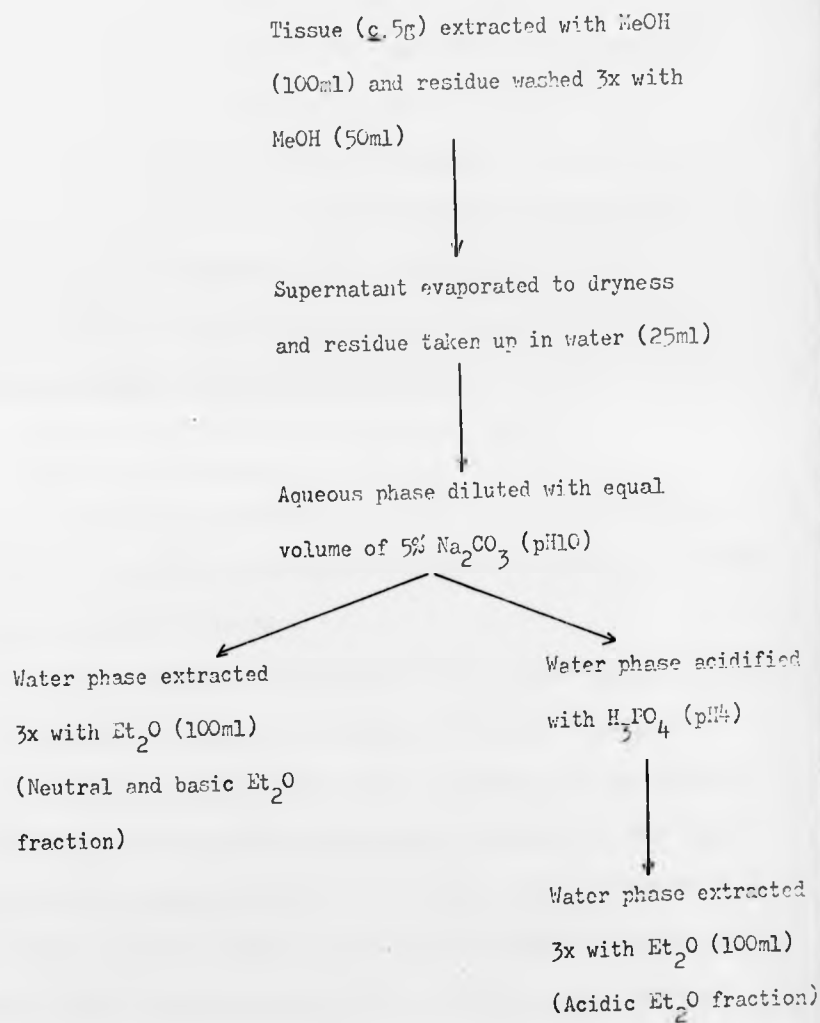 Tissue (c.5g) extracted with MeOH
(100ml) and residue washed 3x with
MeOH (50ml)
Supernatant evaporated to dryness
and residue taken up in water (25ml)
Aqueous phase diluted with equal
volume of 5% Na2CO3 (pH10)
Water phase extracted
3x with Et2O (100ml)
(Neutral and basic Et2O
fraction)
Water phase acidified
with H3PO4 (pH4)
Water phase extracted
3x with Et2O (100ml)
(Acidic Et2O fraction)